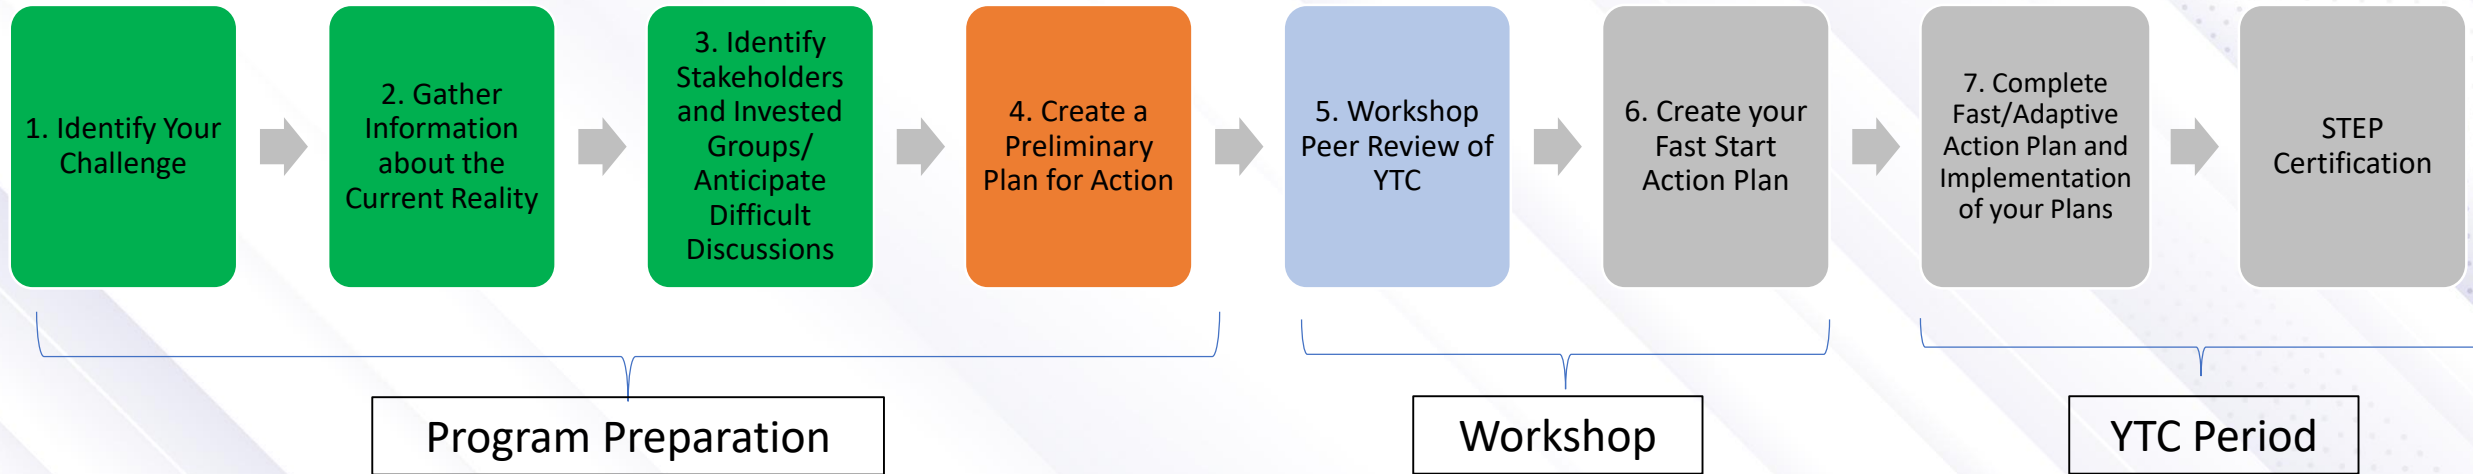 1. Identify Your
Challenge
2. Gather
Information
about the
Current Reality
3. Identify
Stakeholders
and Invested
Groups/
Anticipate
Difficult
Discussions
4. Create a
Preliminary
Plan for Action
5. Workshop
Peer Review of
YTC
6. Create your
Fast Start
Action Plan
7. Complete
Fast/Adaptive
Action Plan and
Implementation
of your Plans
STEP
Certification
Program Preparation
Workshop
YTC Period